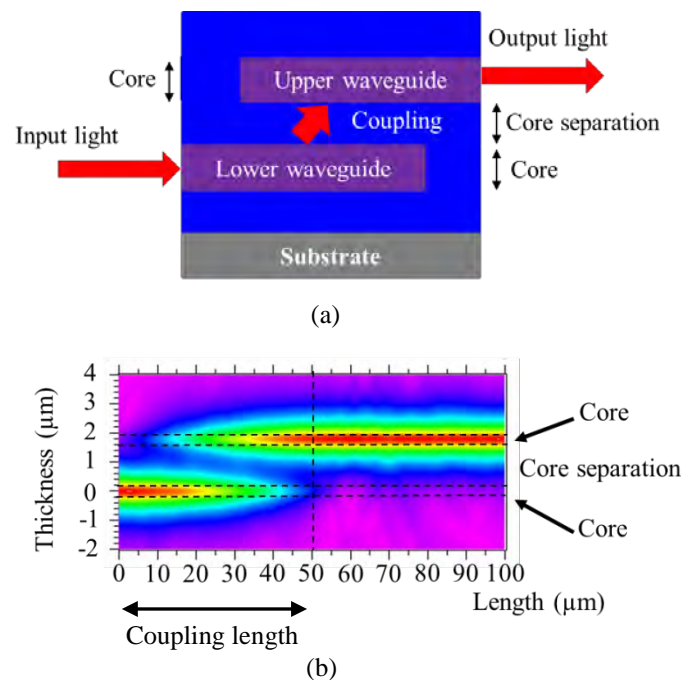 Output light
Core
Upper waveguide
Coupling
Core separation
Input light
Lower waveguide
Core
Substrate
(a)
4
3
2
1
0
-1
-2
Thickness (µm)
Core
Core separation
Core
0 10 20 30 40 50 60 70 80 90 100
Length (µm)
Coupling length
(b)